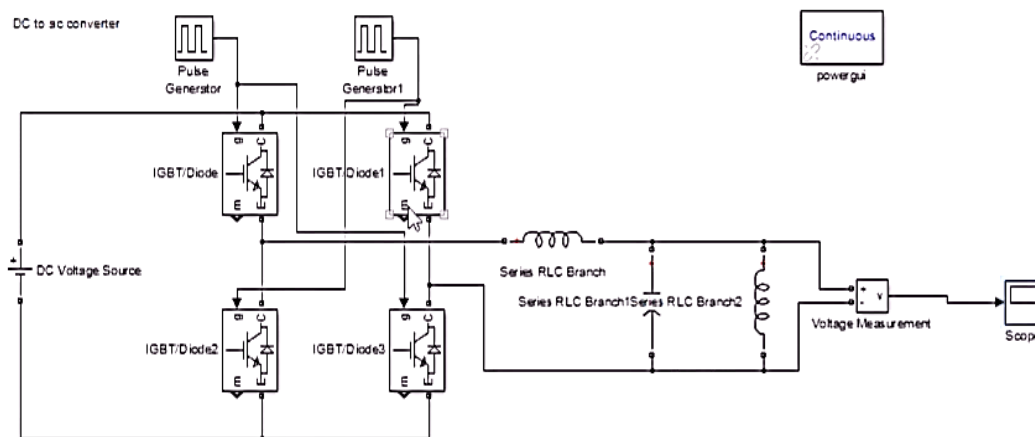 DC to ac converter
Pulse
Generator
Pulse
Generator1
Continuous
powergui
g
C
IGBT/Diode
m
E
g
C
IGBT/Diode1
m
E
+
DC Voltage Source
Series RLC Branch
Series RLC Branch1
Series RLC Branch2
+
-
v
Voltage Measurement
Scope
g
C
IGBT/Diode2
m
E
g
C
IGBT/Diode3
m
E